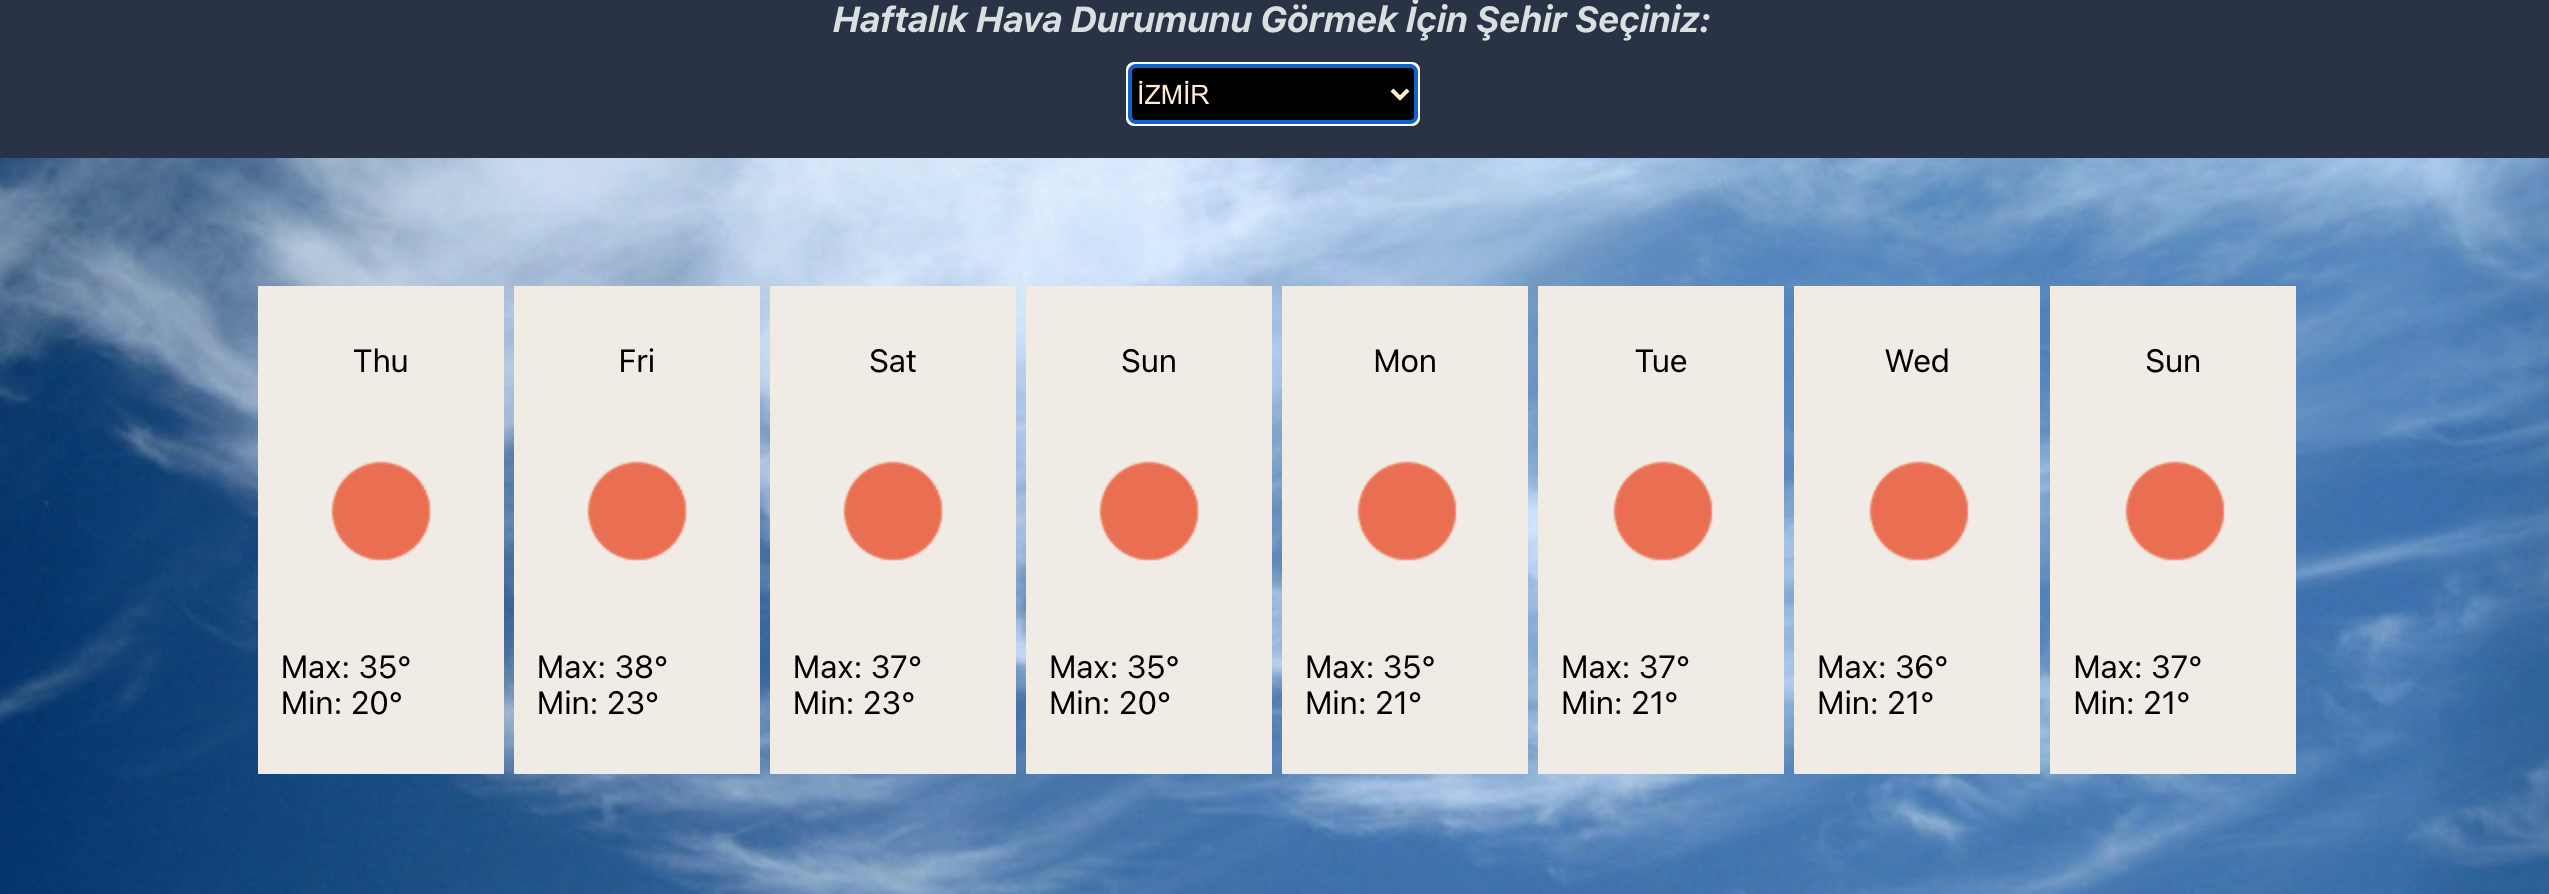 Haftalık Hava Durumunu Görmek İçin Şehir Seçiniz:
İZMİR
Thu
Max: 35°
Min: 20°
Fri
Max: 38°
Min: 23°
Sat
Max: 37°
Min: 23°
Sun
Max: 35°
Min: 20°
Mon
Max: 35°
Min: 21°
Tue
Max: 37°
Min: 21°
Wed
Max: 36°
Min: 21°
Sun
Max: 37°
Min: 21°